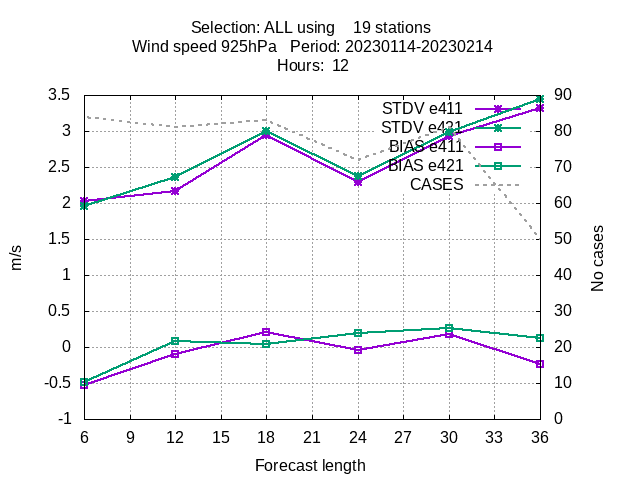 Selection: ALL using 19 stations
Wind speed 925hPa Period: 20230114-20230214
Hours: 12
3.5
3
2.5
2
1.5
1
0.5
0
-0.5
-1
m/s
STDV e411
STDV e421
BIAS e411
BIAS e421
CASES
90
80
70
60
50
40
30
20
10
0
No cases
6 9 12 15 18 21 24 27 30 33 36
Forecast length